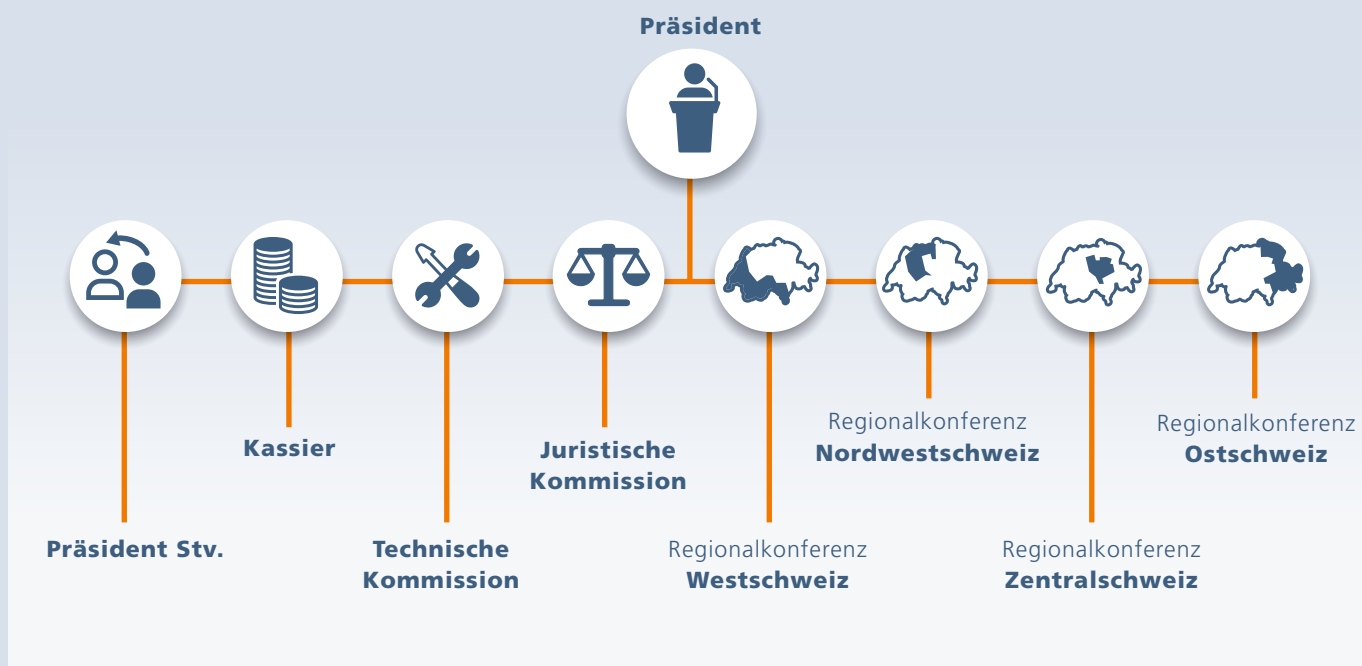 Präsident
Präsident Stv.
Kassier
Technische
Kommission
Juristische
Kommission
Regionalkonferenz
Westschweiz
Regionalkonferenz
Nordwestschweiz
Regionalkonferenz
Zentralschweiz
Regionalkonferenz
Ostschweiz